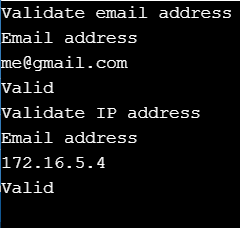 Validate email address
Email address
me@gmail.com
Valid
Validate IP address
Email address
172.16.5.4
Valid